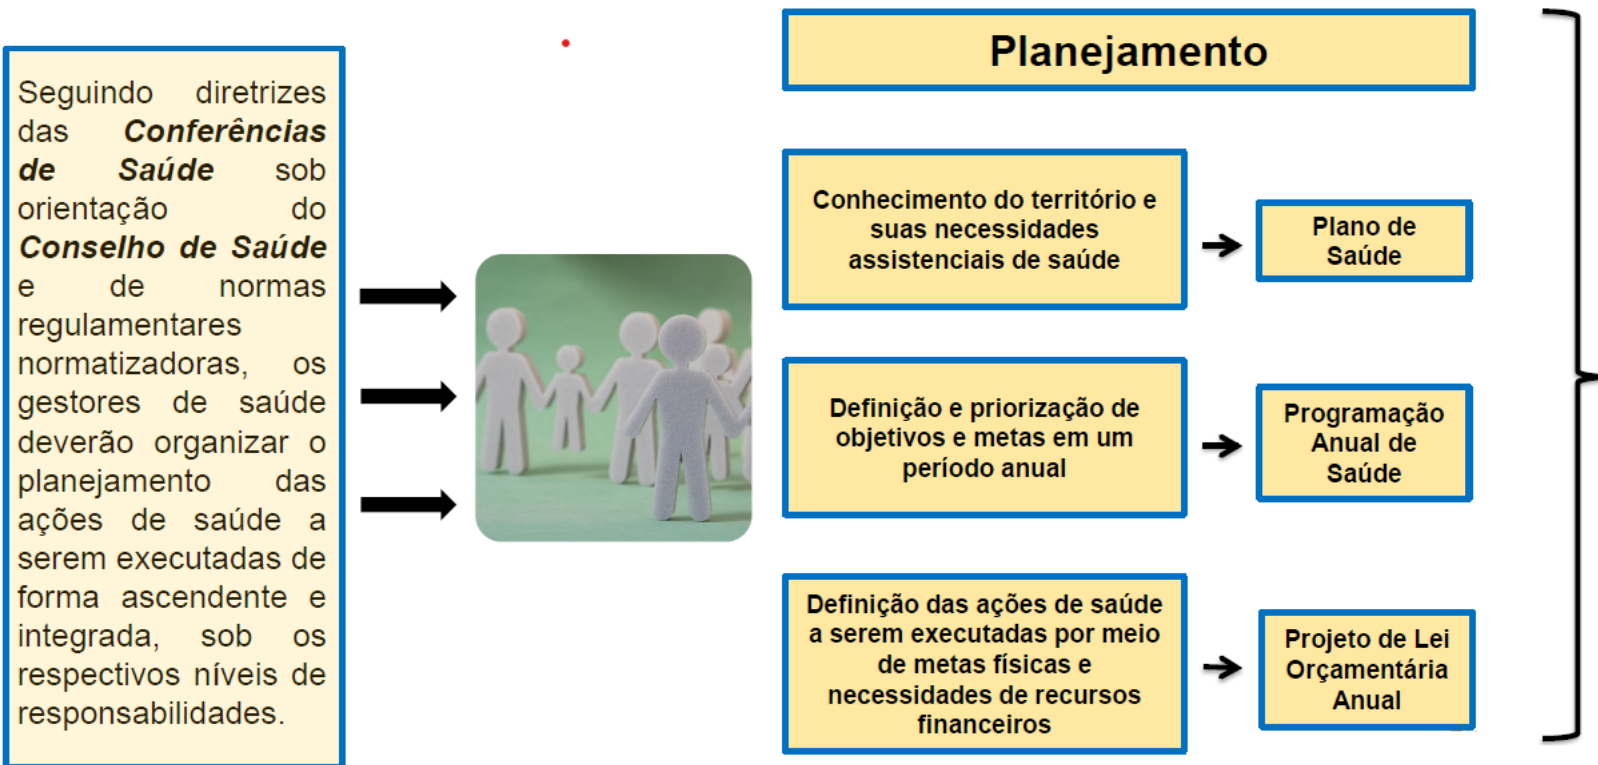 Seguindo diretrizes
das Conferências
de Saúde sob
orientação do
Conselho de Saúde
e de normas
regulamentares
normatizadoras, os
gestores de saúde
deverão organizar o
planejamento das
ações de saúde a
serem executadas de
forma ascendente e
integrada, sob os
respectivos níveis de
responsabilidades.
Planejamento
Conhecimento do território e
suas necessidades
assistenciais de saúde
Plano de
Saúde
Definição e priorização de
objetivos e metas em um
período anual
Programação
Anual de
Saúde
Definição das ações de saúde
a serem executadas por meio
de metas físicas e
necessidades de recursos
financeiros
Projeto de Lei
Orçamentária
Anual